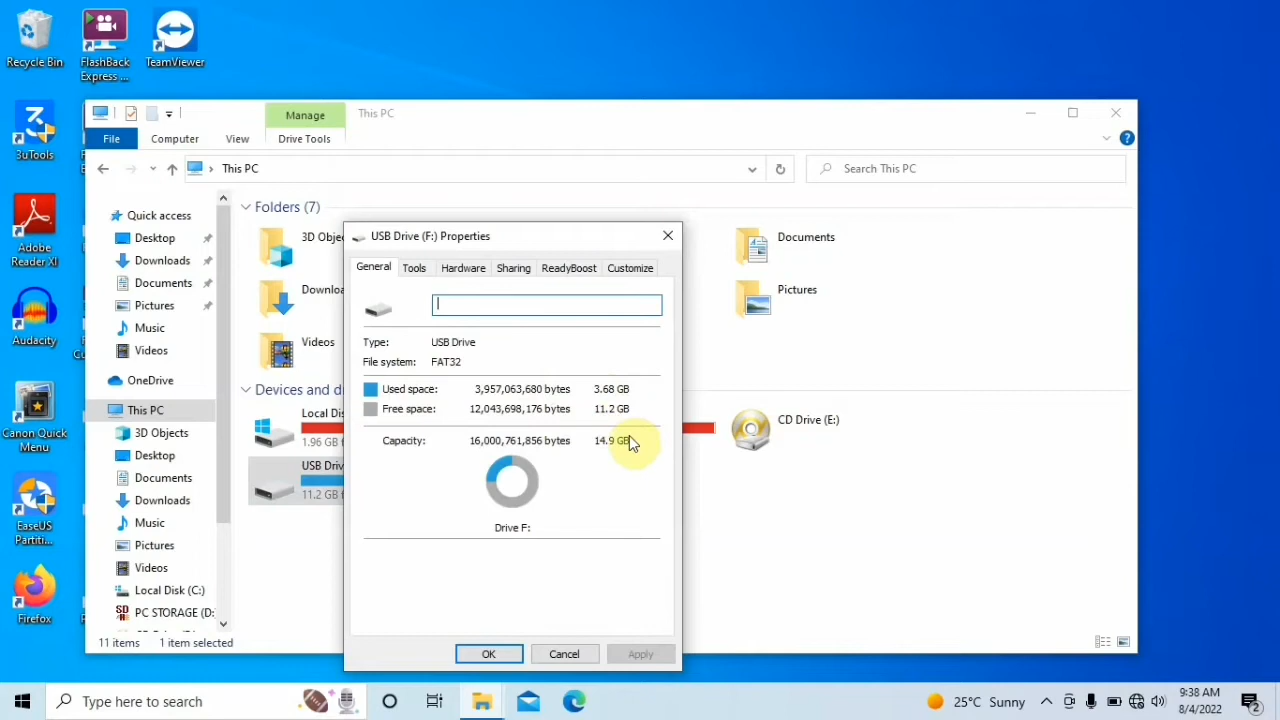 Recycle Bin
FlashBack
Express ...
TeamViewer
3uTools
Adobe
Reader XI
Audacity
Canon Quick
Menu
EaseUS
Partiti...
Firefox
Manage
This PC
File
Computer
View
Drive Tools
This PC
Search This PC
Quick access
Desktop
Downloads
Documents
Pictures
Music
Videos
OneDrive
This PC
3D Objects
Desktop
Documents
Downloads
Music
Pictures
Videos
Local Disk (C:)
PC STORAGE (D:
Folders (7)
3D Obje
Downloa
Videos
Documents
Pictures
Devices and d
Local Dis
1.96 GB f
USB Driv
11.2 GB f
CD Drive (E:)
USB Drive (F:) Properties
General
Tools
Hardware
Sharing
ReadyBoost
Customize
Type: USB Drive
File system: FAT32
Used space: 3,957,063,680 bytes 3.68 GB
Free space: 12,043,698,176 bytes 11.2 GB
Capacity: 16,000,761,856 bytes 14.9 GB
Drive F:
OK
Cancel
Apply
11 items
1 item selected
Type here to search
25°C Sunny
9:38 AM
8/4/2022
2